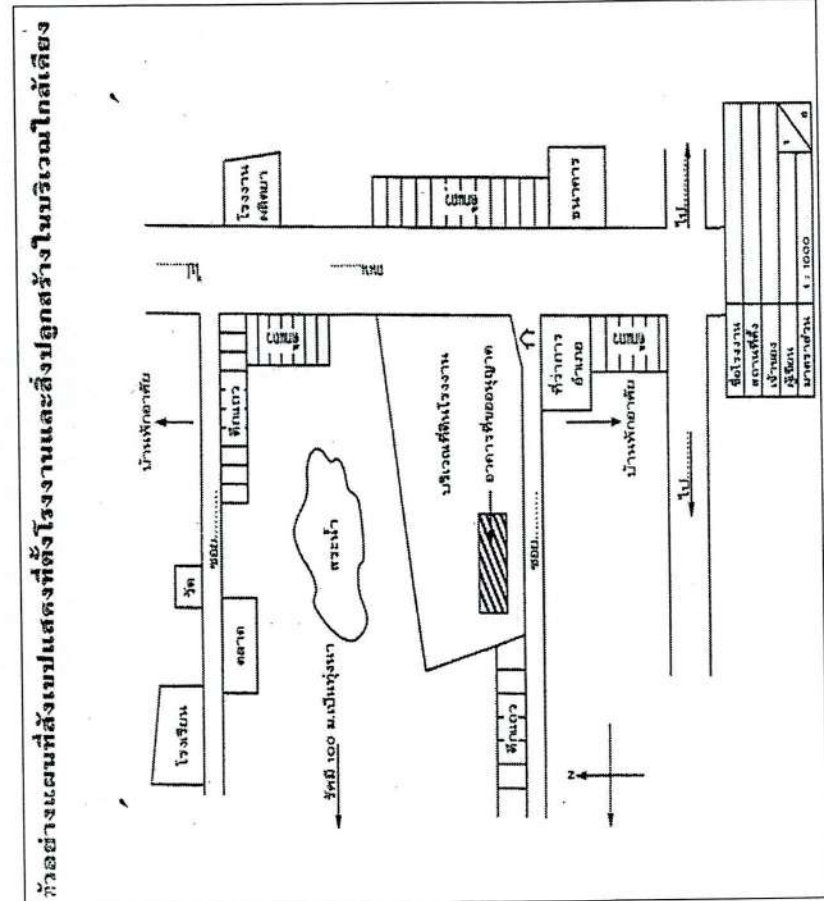 ตัวอย่างแผนที่สังเขปแสดงที่ตั้งโรงงานและสิ่งปลูกสร้างในบริเวณใกล้เคียง
โรงเรียน
วัด
บ้านพักอาศัย
ไป.......
โรงงาน
ผลิตยา
ซอย...........
ตลาด
ตึกแถว
ตึกแถว
ถนน........
สระน้ำ
รัศมี 100 ม.เป็นทุ่งนา
บริเวณที่ดินโรงงาน
อาคารที่ขออนุญาต
ตึกแถว
ตึกแถว
ซอย...........
ที่ว่าการ
อำเภอ
ธนาคาร
ตึกแถว
บ้านพักอาศัย
N
ไป.........
ไป.........
ชื่อโรงงาน
สถานที่ตั้ง
เจ้าของ
ผู้เขียน
มาตราส่วน
1 : 1000